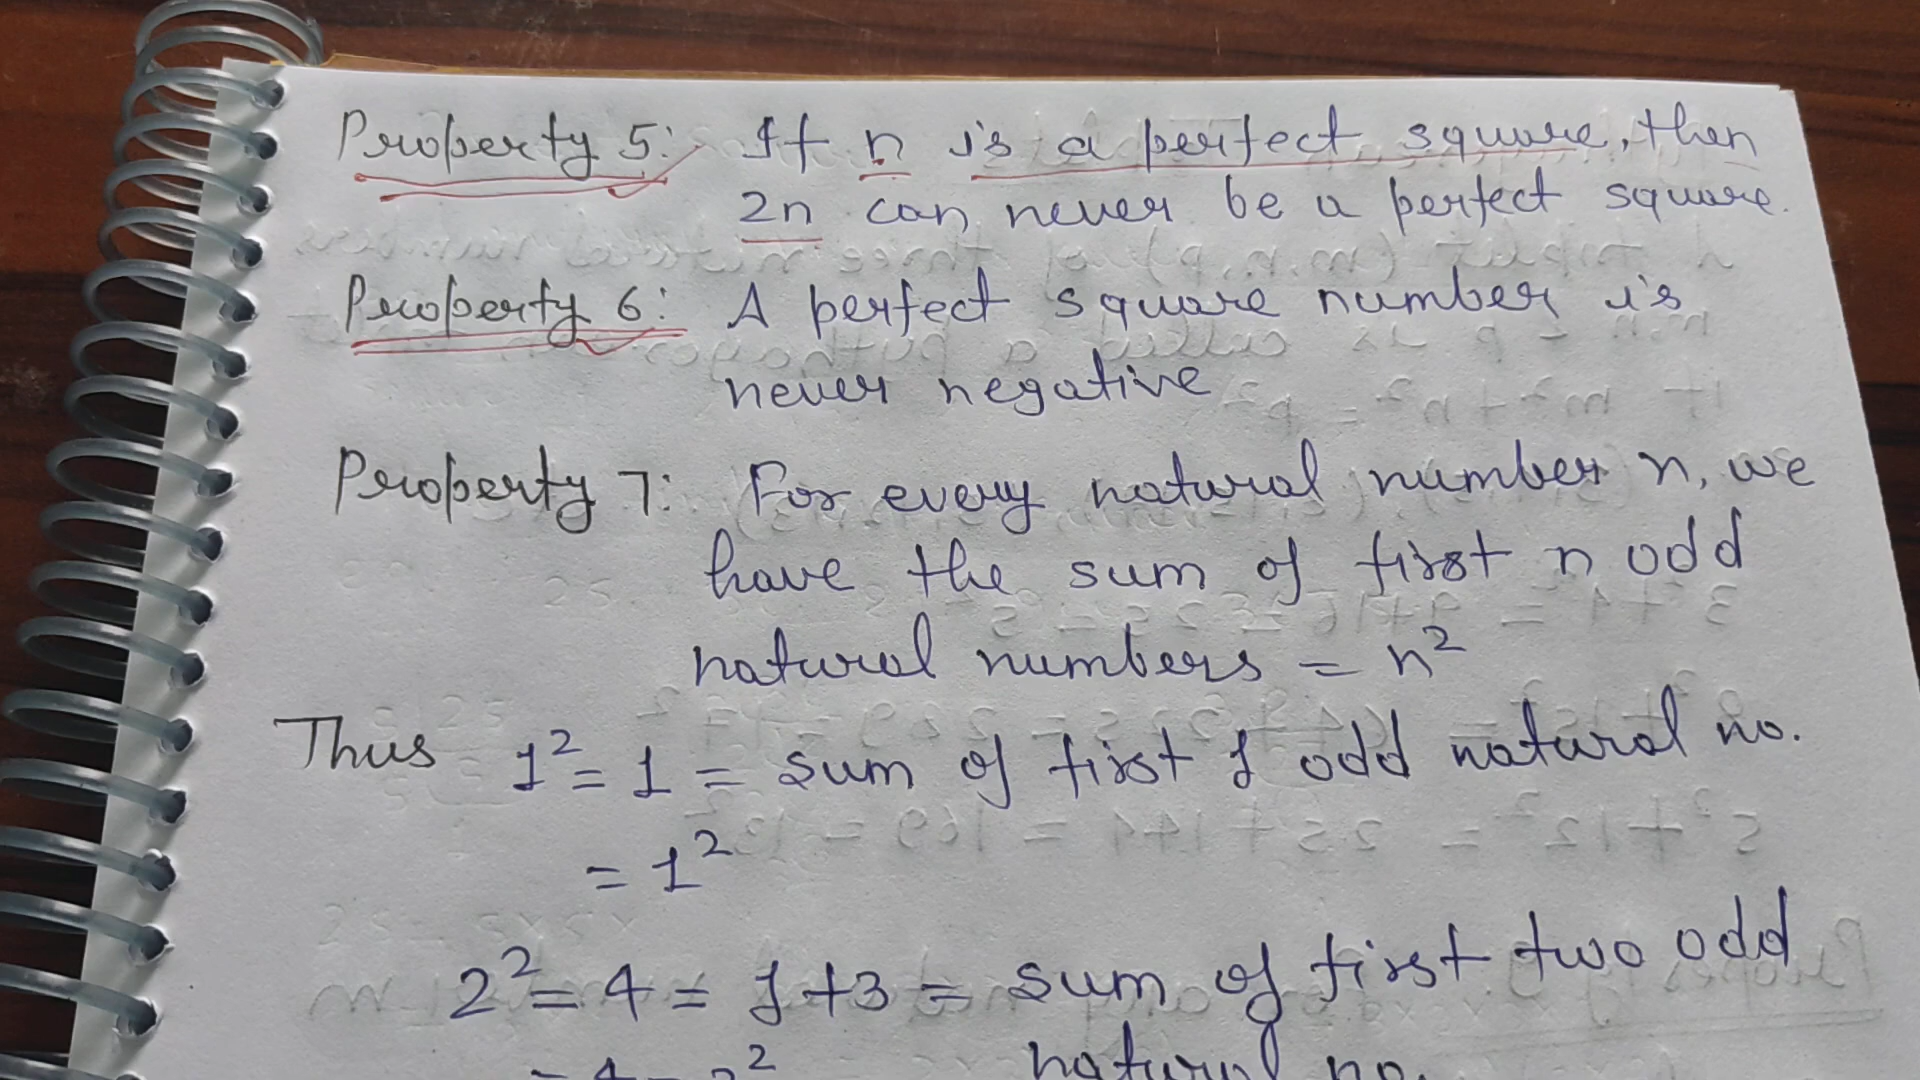 Property 5: If n is a perfect square, then
2n can never be a perfect square.
Property 6: A perfect square number is
never negative
Property 7: For every natural number n, we
have the sum of first n odd
natural numbers = n²
Thus 1² = 1 = sum of first 1 odd natural no.
= 1²
2² = 4 = 1+3 = sum of first two odd
= 4 = 2² natural no.